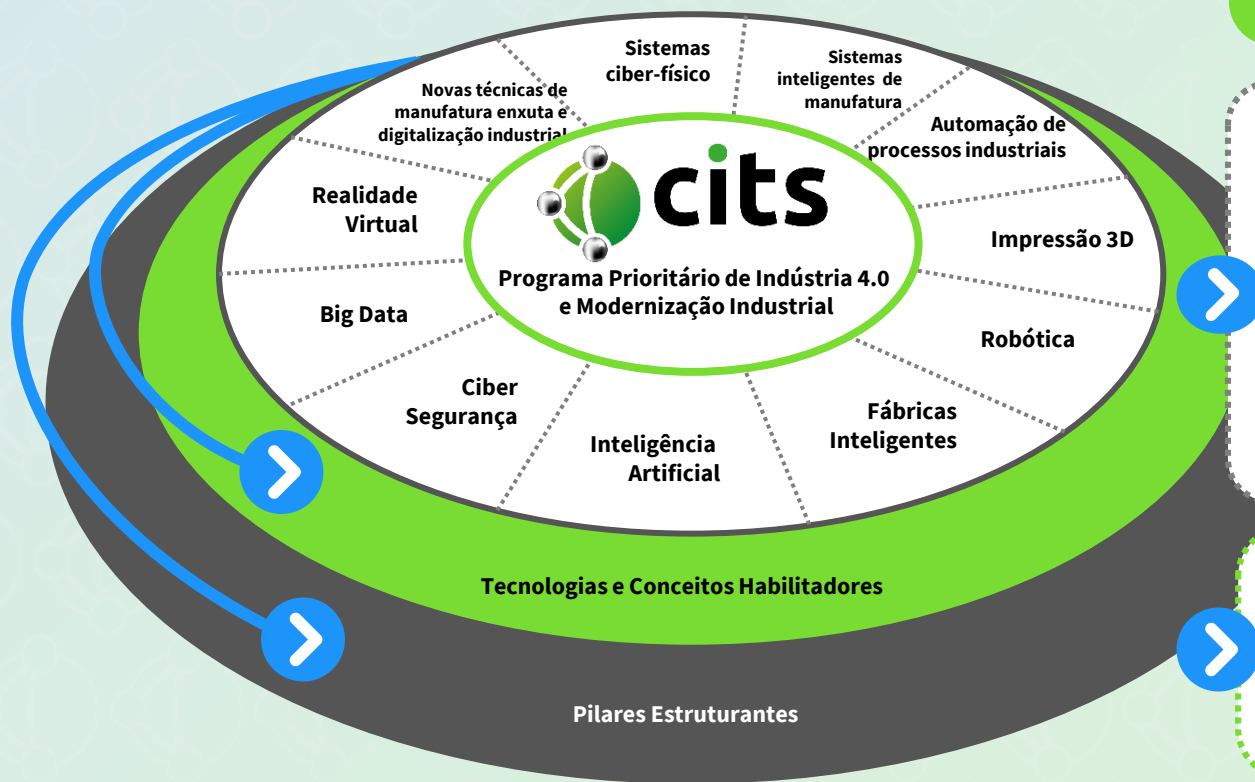 Sistemas
ciber-físico
Sistemas
inteligentes de
manufatura
Novas técnicas de
manufatura enxuta e
digitalização industrial
Automação de
processos industriais
cits
Realidade
Virtual
Impressão 3D
Programa Prioritário de Indústria 4.0
e Modernização Industrial
Big Data
Robótica
Ciber
Segurança
Fábricas
Inteligentes
Inteligência
Artificial
Tecnologias e Conceitos Habilitadores
Pilares Estruturantes